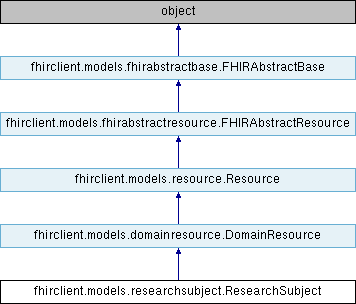 object
fhirclient.models.fhirabstractbase.FHIRAbstractBase
fhirclient.models.fhirabstractresource.FHIRAbstractResource
fhirclient.models.resource.Resource
fhirclient.models.domainresource.DomainResource
fhirclient.models.researchsubject.ResearchSubject